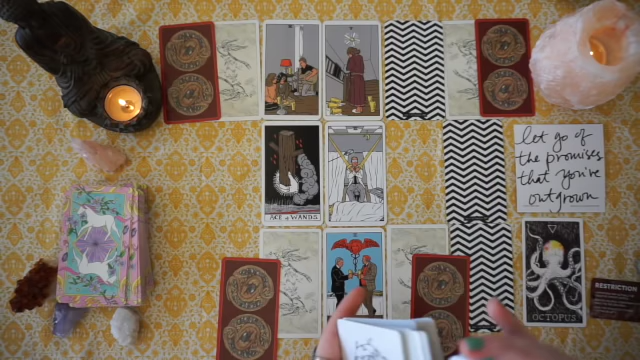 let go of
the promises
that you've
outgrown
ACE of WANDS
OCTOPUS
RESTRICTION